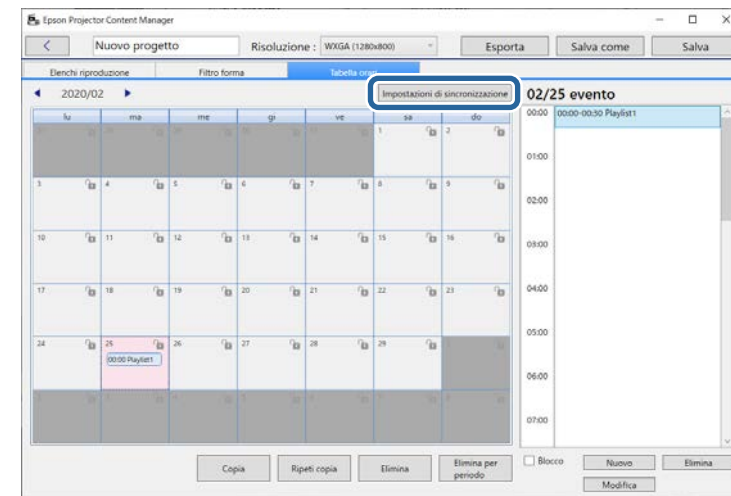 Epson Projector Content Manager
Nuovo progetto Risoluzione : WXGA (1280x800) Esporta Salva come Salva
Elenchi riproduzione Filtro forma Tabella orari
2020/02 Impostazioni di sincronizzazione 02/25 evento
lu ma me gi ve sa do
1 2
3 4 5 6 7 8 9
10 11 12 13 14 15 16
17 18 19 20 21 22 23
24 25 26 27 28 29
00:00 Playlist1
00:00 00:00-00:30 Playlist1
01:00
02:00
03:00
04:00
05:00
06:00
07:00
Copia Ripeti copia Elimina Elimina per periodo
Blocco Nuovo Elimina
Modifica